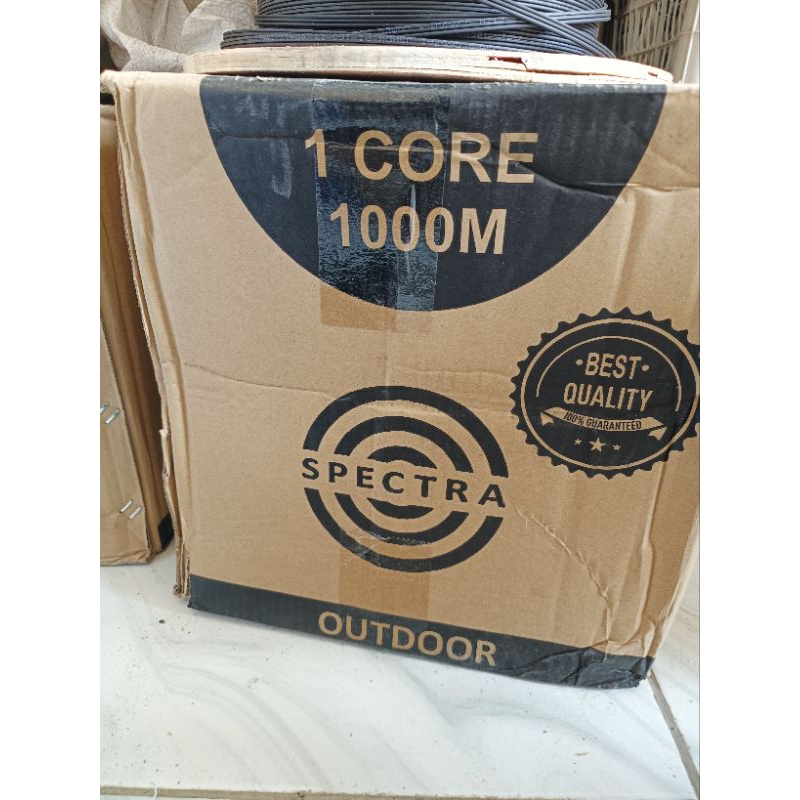 1 CORE
1000M
·BEST·
QUALITY
100% GUARANTEED
SPECTRA
OUTDOOR